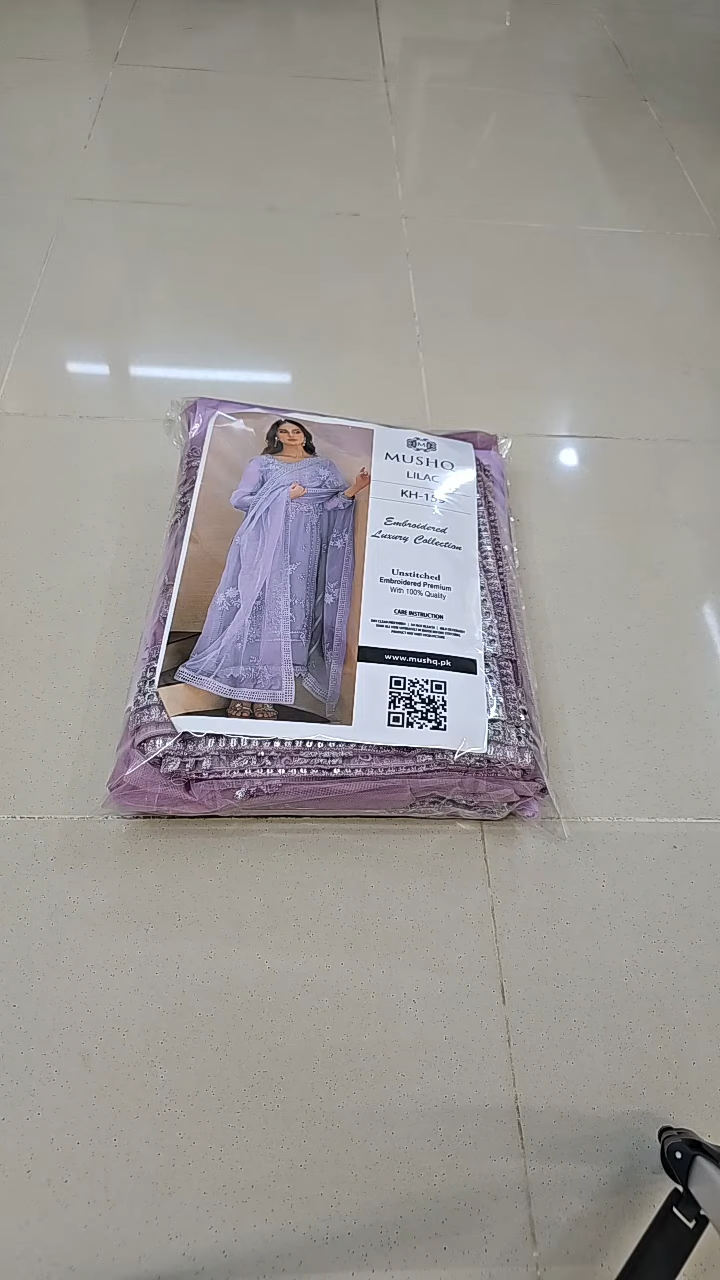 M
MUSHQ
LILAC
Embroidered
Luxury Collection
Unstitched
Embroidered Premium
With 100% Quality
CARE INSTRUCTION
www.mushq.pk